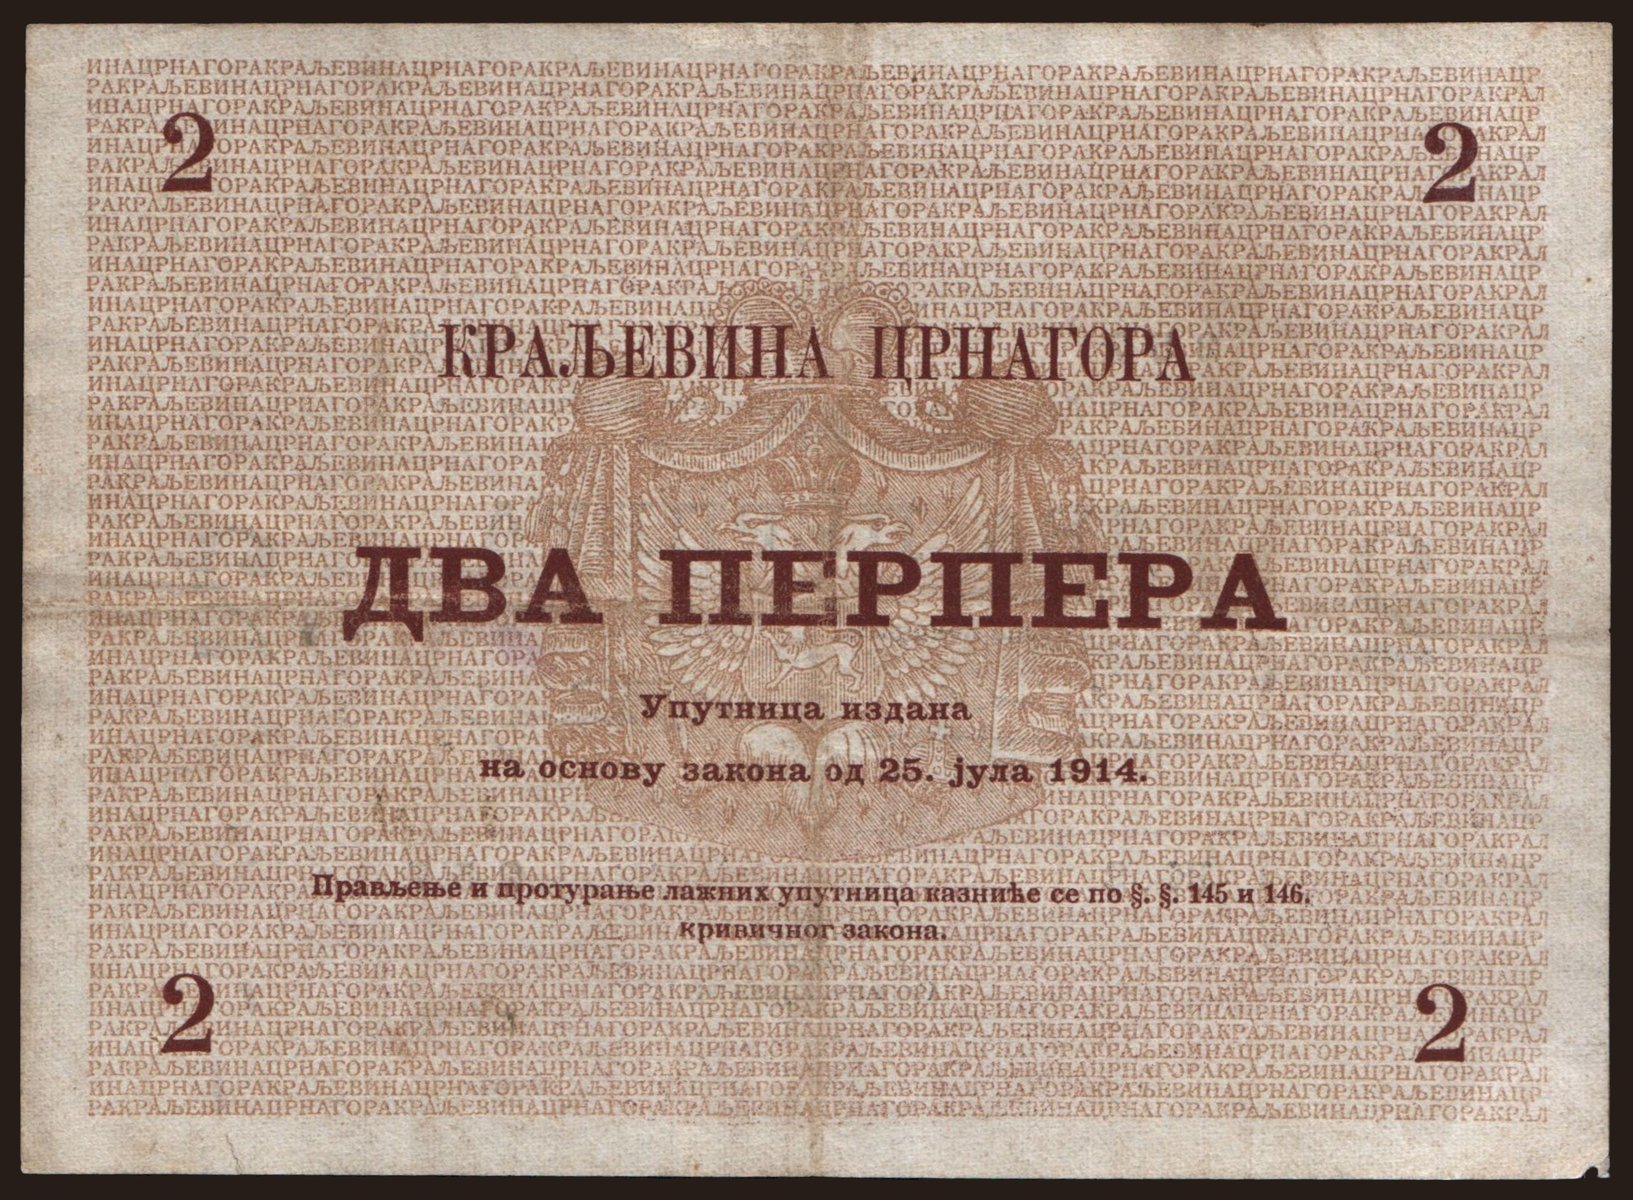 2 2
КРАЉЕВИНА ЦРНАГОРА
ДВА ПЕРПЕРА
Упутница издана
на основу закона од 25. јула 1914.
Прављење и протурање лажних упутница казниће се по §. §. 145 и 146.
кривичног закона.
2 2